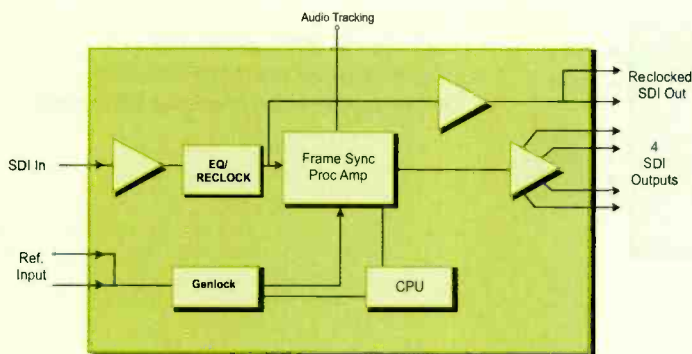 Audio Tracking
Reclocked
SDI Out
SDI In
EQ/
RECLOCK
Frame Sync
Proc Amp
4
SDI
Outputs
Ref.
Input
Genlock
CPU